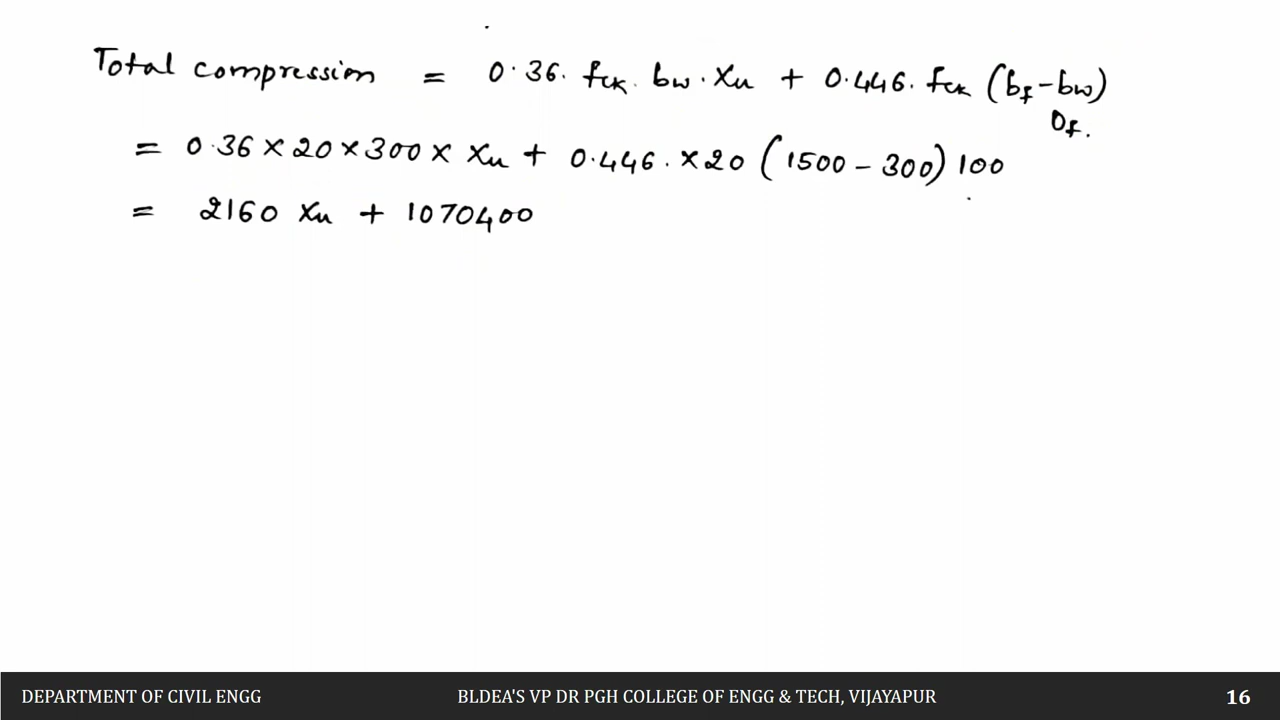 Total compression = 0.36. fck. bw. xu + 0.446. fck (bf-bw)
Df.
= 0.36 × 20 × 300 × xu + 0.446. × 20 (1500 - 300) 100
= 2160 xu + 1070400
DEPARTMENT OF CIVIL ENGG BLDEA'S VP DR PGH COLLEGE OF ENGG & TECH, VIJAYAPUR 16